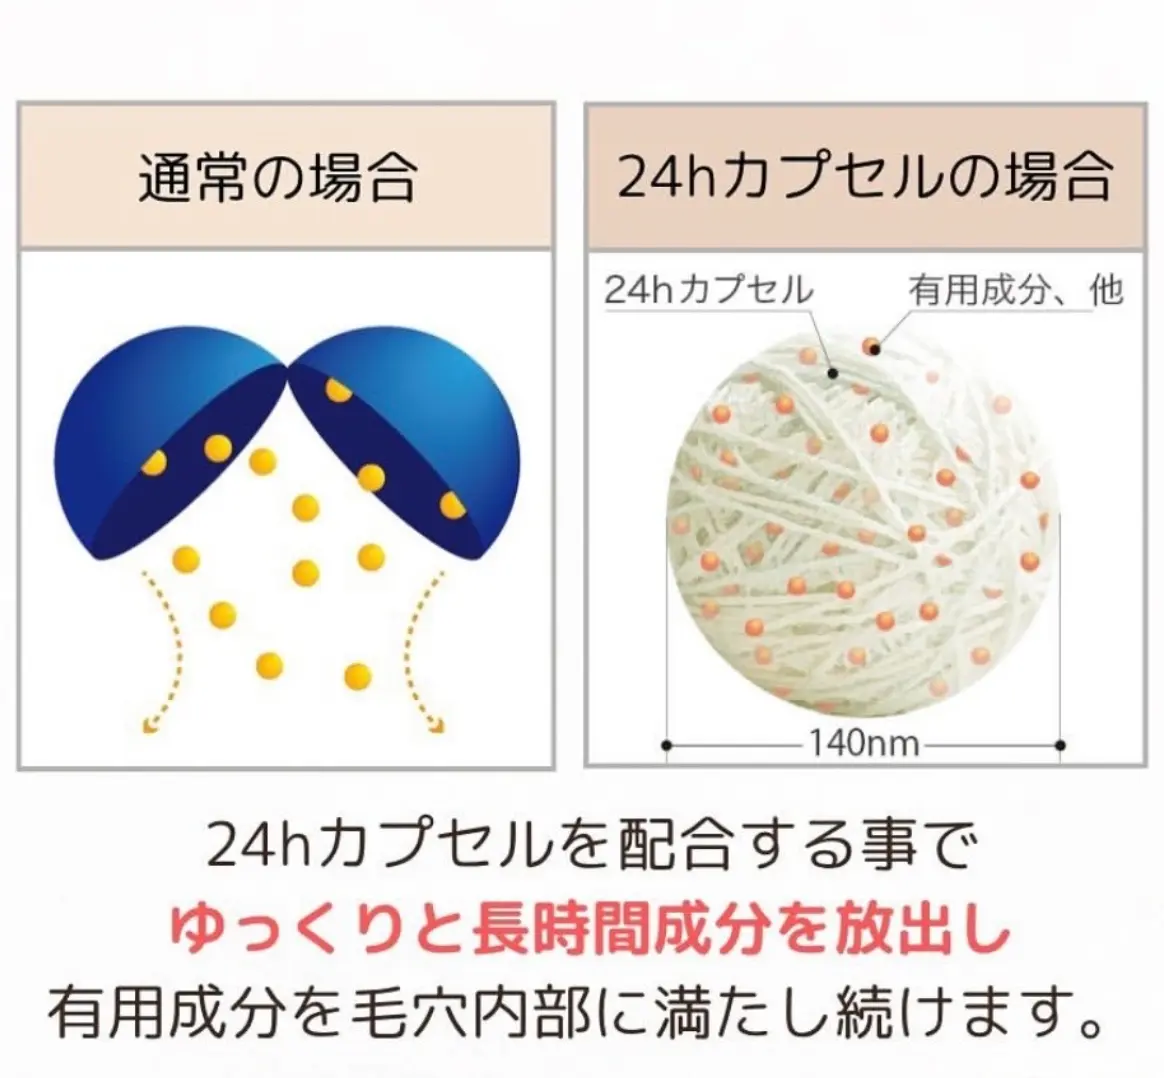 通常の場合
24hカプセルの場合
24hカプセル
有用成分、他
140nm
24hカプセルを配合する事で
ゆっくりと長時間成分を放出し
有用成分を毛穴内部に満たし続けます。